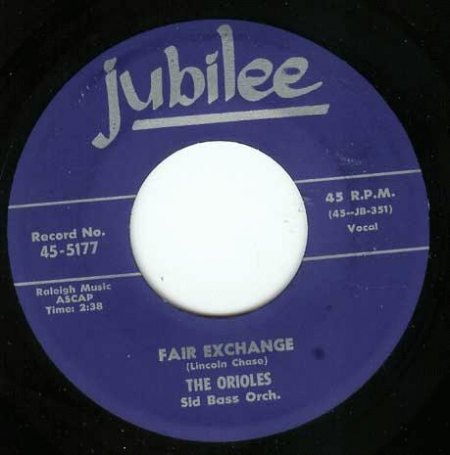 jubilee
Record No.
45-5177
45 R.P.M.
(45--JB-351)
Vocal
Raleigh Music
ASCAP
Time: 2:38
FAIR EXCHANGE
(Lincoln Chase)
THE ORIOLES
Sid Bass Orch.